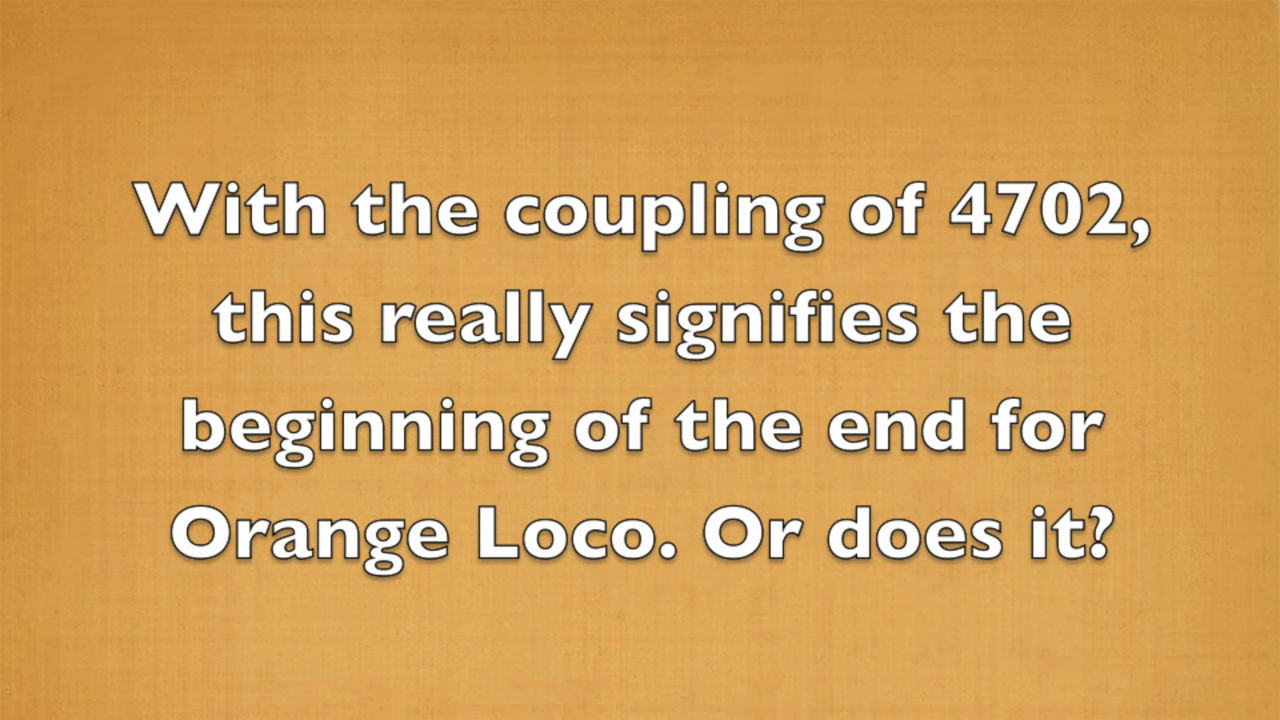 With the coupling of 4702,
this really signifies the
beginning of the end for
Orange Loco. Or does it?